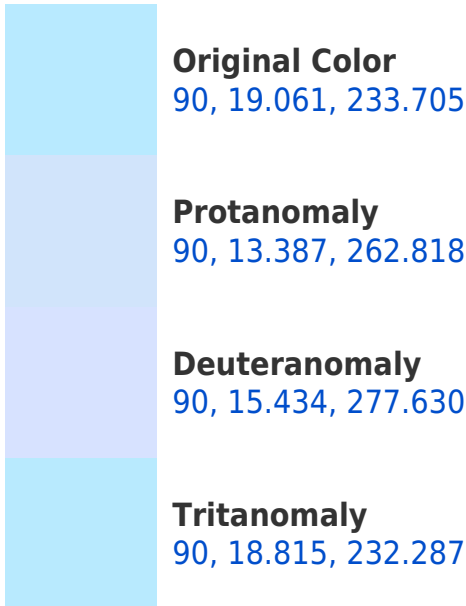 Original Color
90, 19.061, 233.705
Protanomaly
90, 13.387, 262.818
Deuteranomaly
90, 15.434, 277.630
Tritanomaly
90, 18.815, 232.287